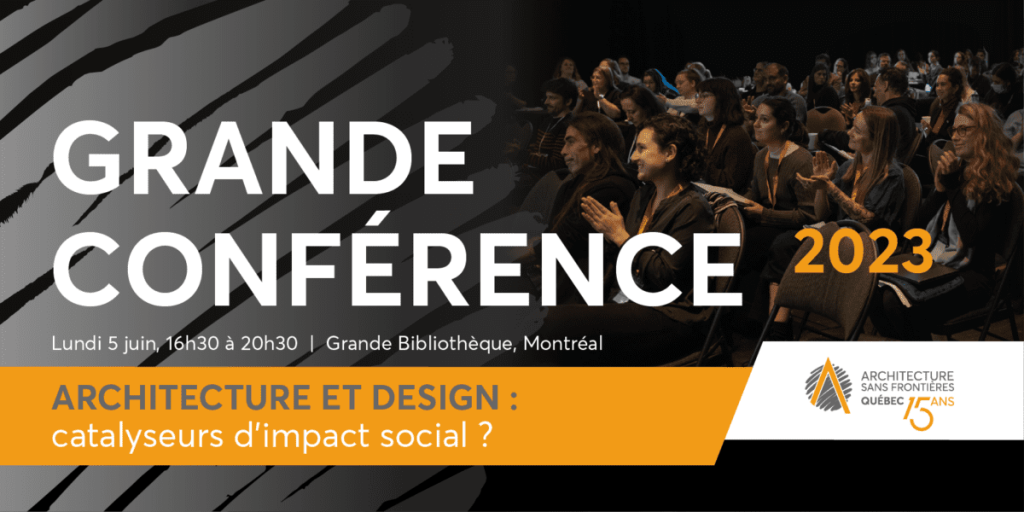 GRANDE
CONFÉRENCE
2023
Lundi 5 juin, 16h30 à 20h30 | Grande Bibliothèque, Montréal
ARCHITECTURE ET DESIGN :
catalyseurs d'impact social ?
ARCHITECTURE
SANS FRONTIÈRES
QUÉBEC 15 ANS